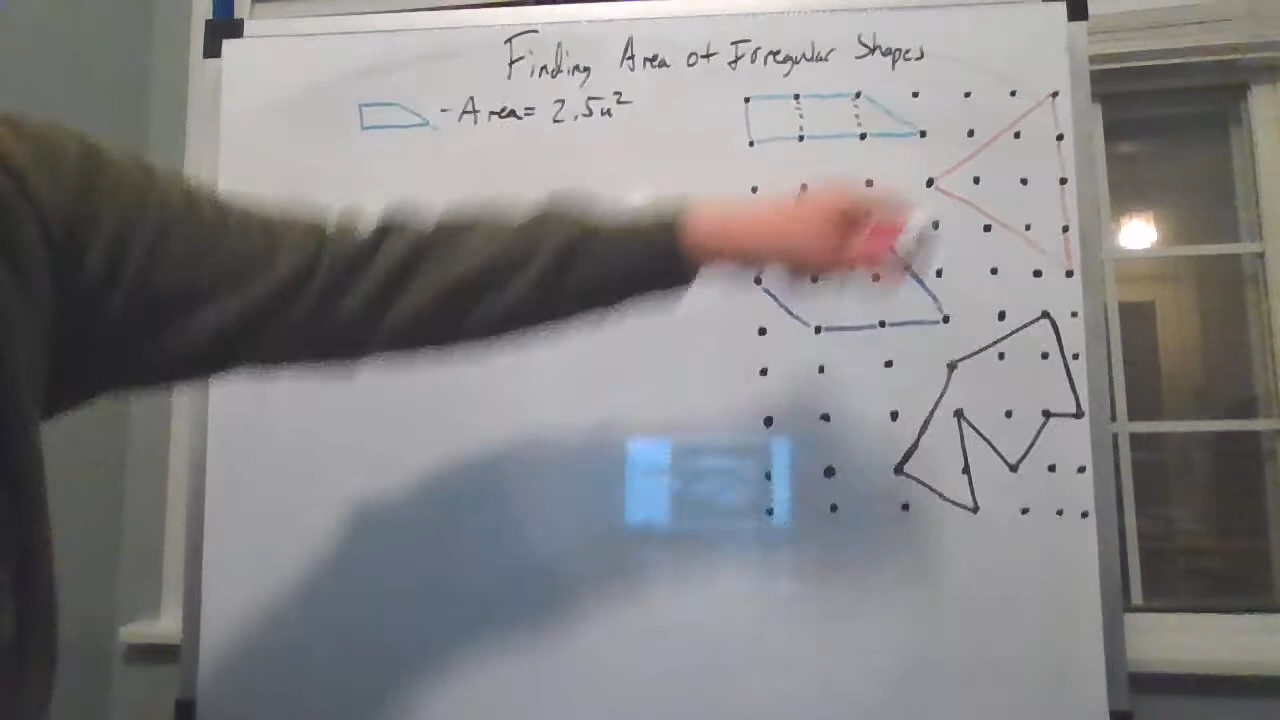 Finding Area of Irregular Shapes
- Area = 2.5u²